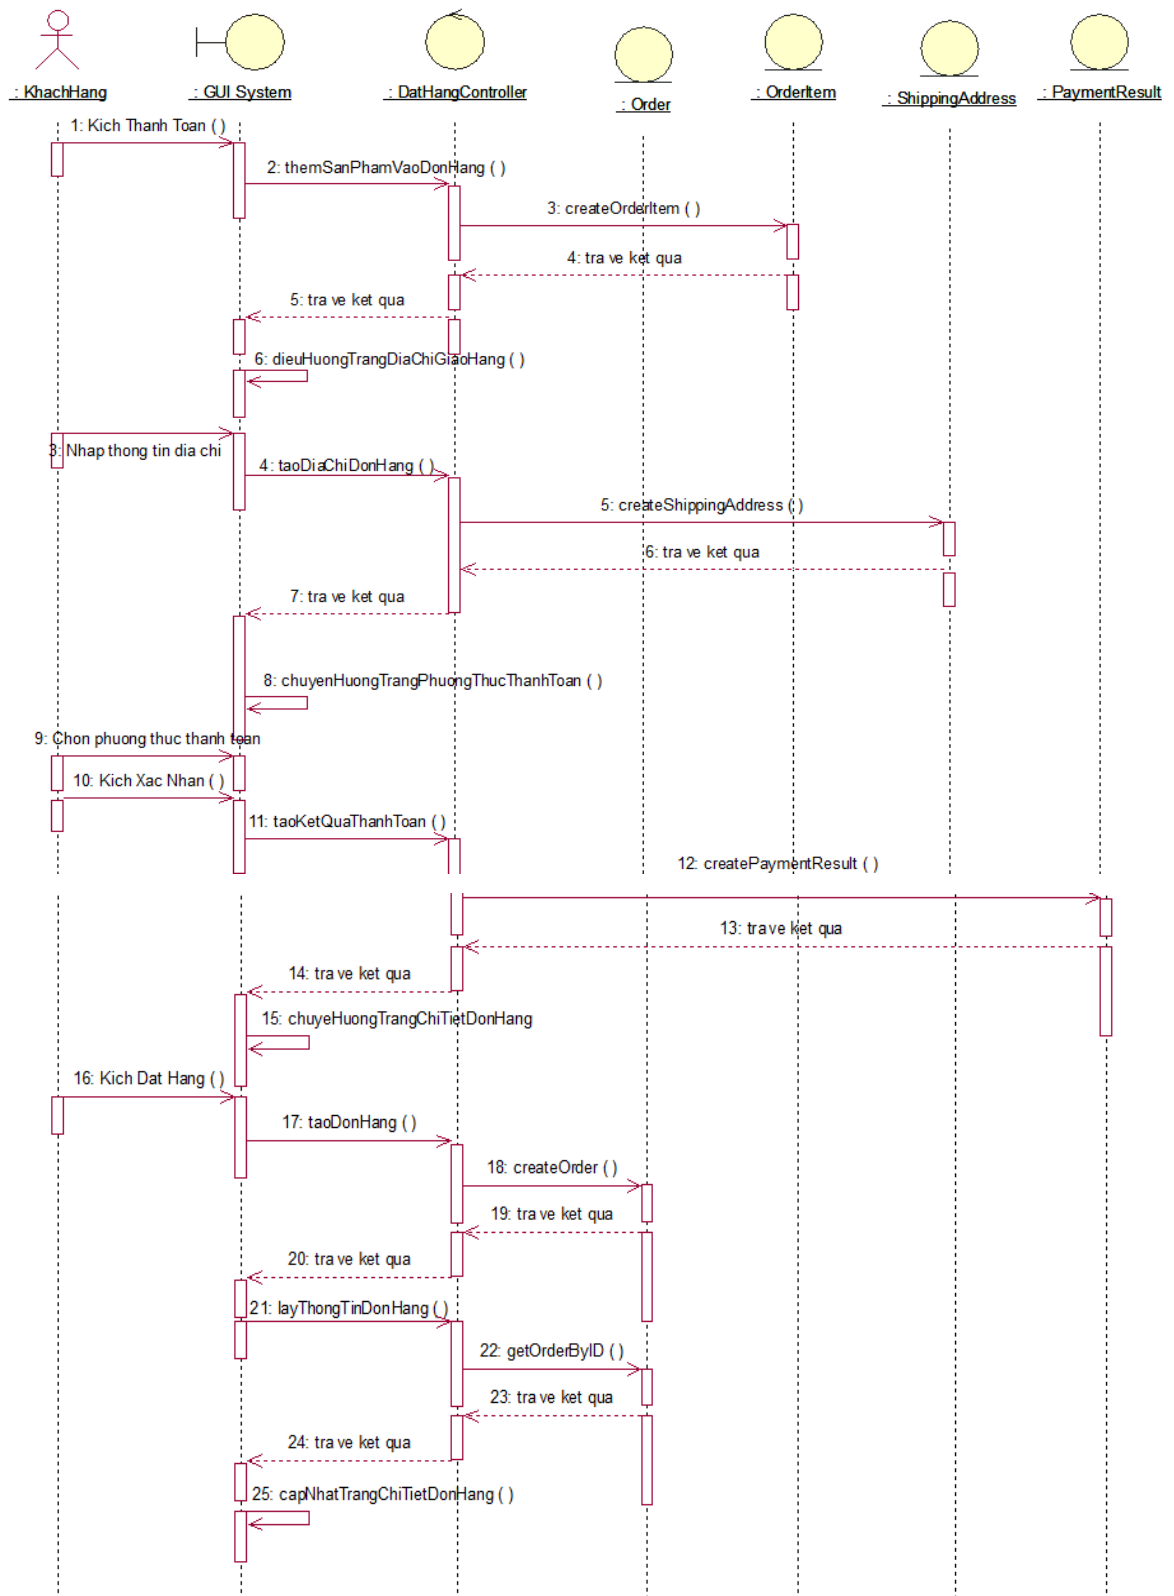 : KhachHang
: GUI System
: DatHangController
: Order
: OrderItem
: ShippingAddress
: PaymentResult
1: Kich Thanh Toan ( )
2: themSanPhamVaoDonHang ( )
3: createOrderItem ( )
4: tra ve ket qua
5: tra ve ket qua
6: dieuHuongTrangDiaChiGiaoHang ( )
3: Nhap thong tin dia chi
4: taoDiaChiDonHang ( )
5: createShippingAddress ( )
6: tra ve ket qua
7: tra ve ket qua
8: chuyenHuongTrangPhuongThucThanhToan ( )
9: Chon phuong thuc thanh toan
10: Kich Xac Nhan ( )
11: taoKetQuaThanhToan ( )
12: createPaymentResult ( )
13: tra ve ket qua
14: tra ve ket qua
15: chuyeHuongTrangChiTietDonHang
16: Kich Dat Hang ( )
17: taoDonHang ( )
18: createOrder ( )
19: tra ve ket qua
20: tra ve ket qua
21: layThongTinDonHang ( )
22: getOrderByID ( )
23: tra ve ket qua
24: tra ve ket qua
25: capNhatTrangChiTietDonHang ( )